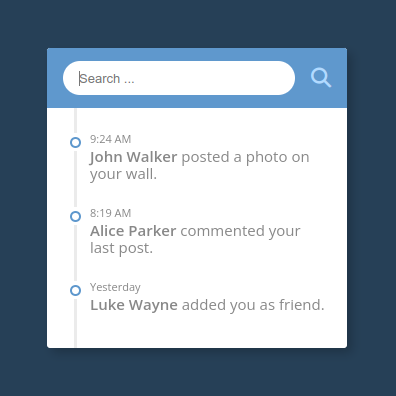 Search ...
9:24 AM
John Walker posted a photo on
your wall.
8:19 AM
Alice Parker commented your
last post.
Yesterday
Luke Wayne added you as friend.